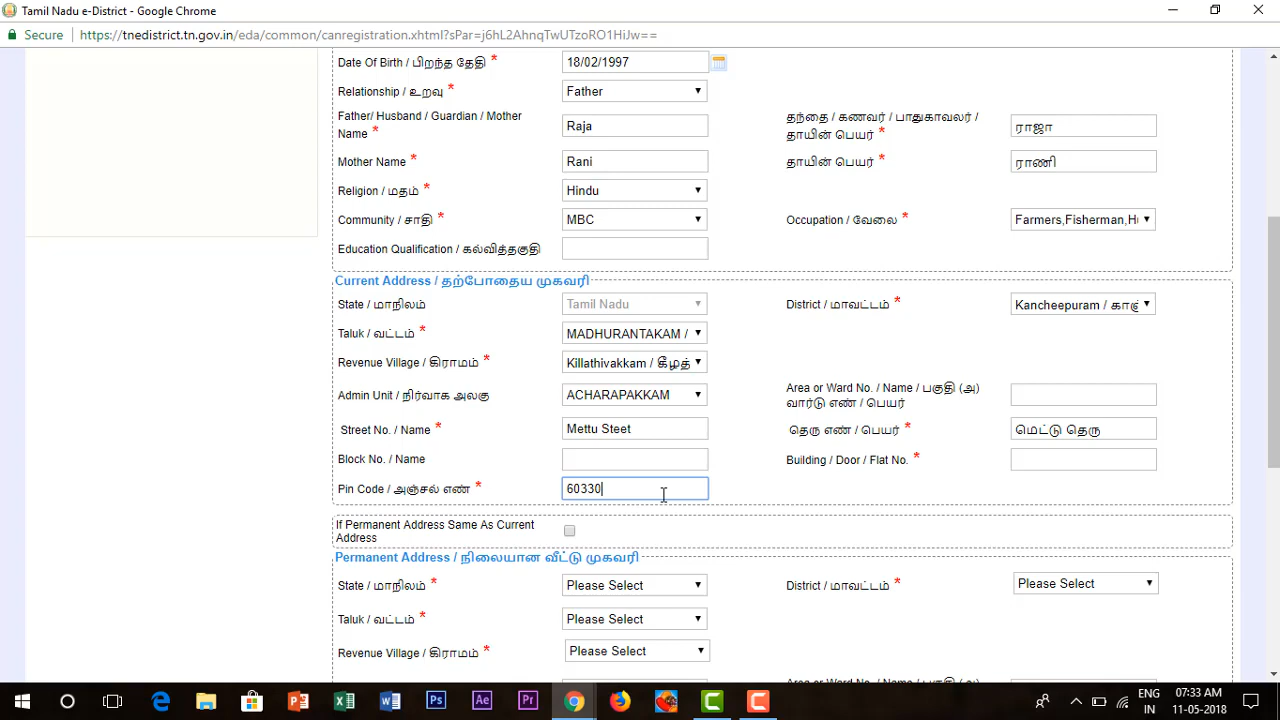 Tamil Nadu e-District - Google Chrome
Secure https://tnedistrict.tn.gov.in/eda/common/canregistration.xhtml?sPar=j6hL2AhnqTwUTzoRO1HiJw==
Date Of Birth / பிறந்த தேதி * 18/02/1997
Relationship / உறவு * Father
Father/ Husband / Guardian / Mother Name * Raja தந்தை / கணவர் / பாதுகாவலர் / தாயின் பெயர் * ராஜா
Mother Name * Rani தாயின் பெயர் * ராணி
Religion / மதம் * Hindu
Community / சாதி * MBC Occupation / வேலை * Farmers,Fisherman,H
Education Qualification / கல்வித்தகுதி
Current Address / தற்போதைய முகவரி
State / மாநிலம் Tamil Nadu District / மாவட்டம் * Kancheepuram / காஞ்
Taluk / வட்டம் * MADHURANTAKAM /
Revenue Village / கிராமம் * Killathivakkam / கீழத்
Admin Unit / நிர்வாக அலகு ACHARAPAKKAM Area or Ward No. / Name / பகுதி (அ) வார்டு எண் / பெயர்
Street No. / Name * Mettu Steet தெரு எண் / பெயர் * மெட்டு தெரு
Block No. / Name Building / Door / Flat No. *
Pin Code / அஞ்சல் எண் * 60330
If Permanent Address Same As Current Address
Permanent Address / நிலையான வீட்டு முகவரி
State / மாநிலம் * Please Select District / மாவட்டம் * Please Select
Taluk / வட்டம் * Please Select
Revenue Village / கிராமம் * Please Select
ENG 07:33 AM
IN 11-05-2018